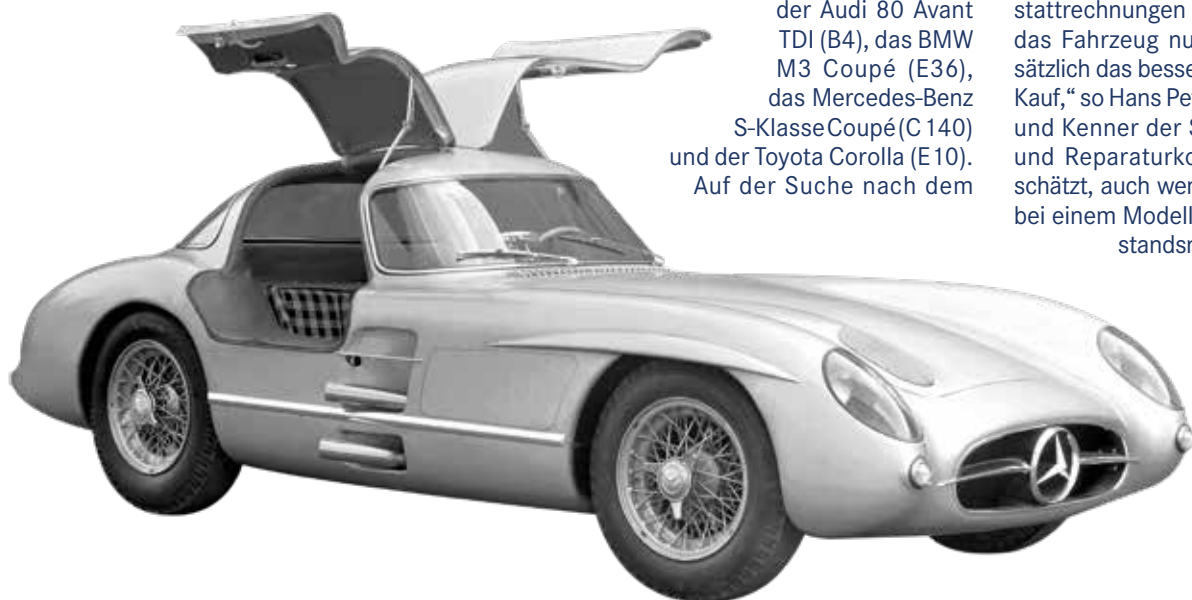 der Audi 80 Avant
TDI (B4), das BMW
M3 Coupé (E36),
das Mercedes-Benz
S-Klasse Coupé (C 140)
und der Toyota Corolla (E10).
Auf der Suche nach dem
stattrechnungen
das Fahrzeug nu
sätzlich das besse
Kauf,“ so Hans Pe
und Kenner der S
und Reparaturko
schätzt, auch wer
bei einem Modell
standsr